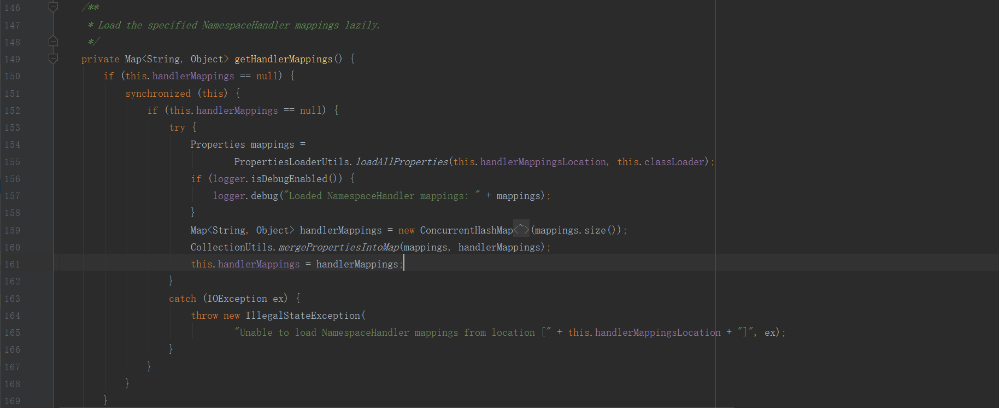 146 /**
147 * Load the specified NamespaceHandler mappings lazily.
148 */
149 private Map<String, Object> getHandlerMappings() {
150 if (this.handlerMappings == null) {
151 synchronized (this) {
152 if (this.handlerMappings == null) {
153 try {
154 Properties mappings =
155 PropertiesLoaderUtils.loadAllProperties(this.handlerMappingsLocation, this.classLoader);
156 if (logger.isDebugEnabled()) {
157 logger.debug("Loaded NamespaceHandler mappings: " + mappings);
158 }
159 Map<String, Object> handlerMappings = new ConcurrentHashMap<~>(mappings.size());
160 CollectionUtils.mergePropertiesIntoMap(mappings, handlerMappings);
161 this.handlerMappings = handlerMappings;
162 }
163 catch (IOException ex) {
164 throw new IllegalStateException(
165 "Unable to load NamespaceHandler mappings from location [" + this.handlerMappingsLocation + "]", ex);
166 }
167 }
168 }
169 }